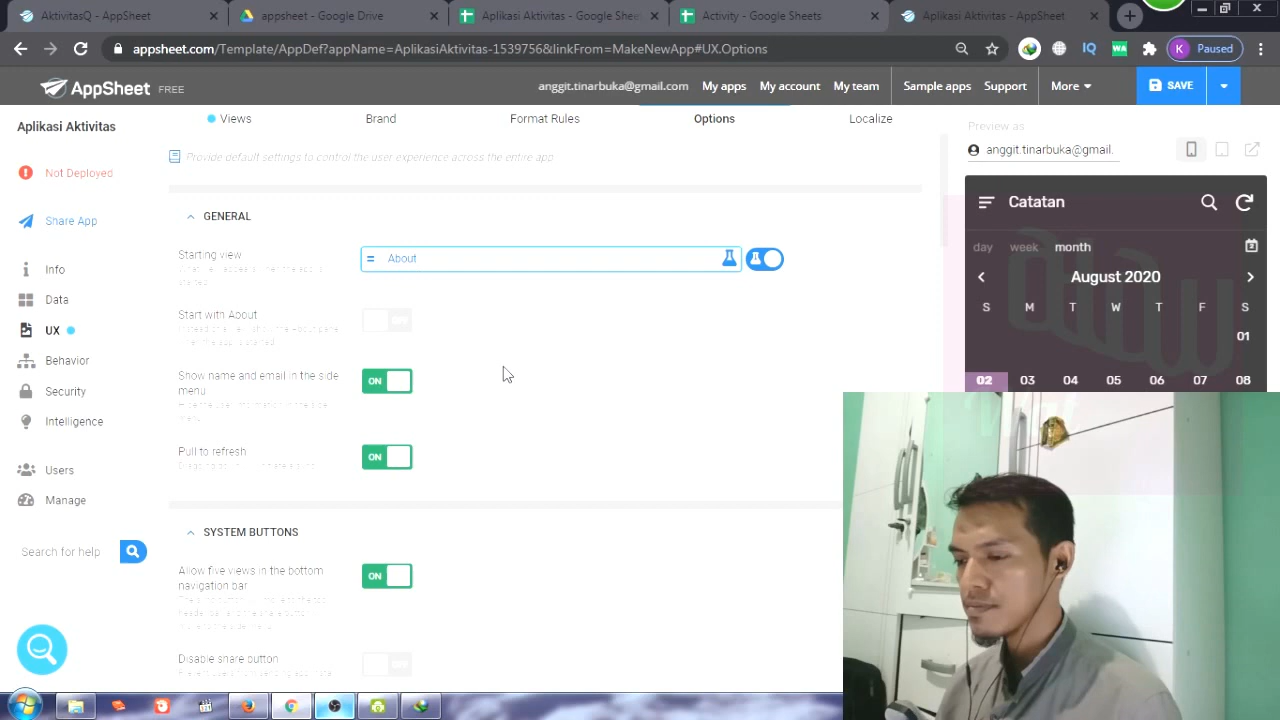 AktivitasQ - AppSheet
appsheet - Google Drive
Aplikasi Aktivitas - Google Shee
Activity - Google Sheets
Aplikasi Aktivitas - AppSheet
appsheet.com/Template/AppDef?appName=AplikasiAktivitas-1539756&linkFrom=MakeNewApp#UX.Options
IQ
WA
K Paused
AppSheet FREE
anggit.tinarbuka@gmail.com My apps My account My team Sample apps Support More SAVE
Aplikasi Aktivitas
Views Brand Format Rules Options Localize
Preview as
anggit.tinarbuka@gmail.
Provide default settings to control the user experience across the entire app
Not Deployed
Share App
Info
Data
UX
Behavior
Security
Intelligence
Users
Manage
Search for help
GENERAL
Starting view
= About
Start with About
OFF
Show name and email in the side
menu
ON
Pull to refresh
ON
SYSTEM BUTTONS
Allow five views in the bottom
navigation bar
ON
Disable share button
OFF
Catatan
day week month
August 2020
S M T W T F S
01
02 03 04 05 06 07 08